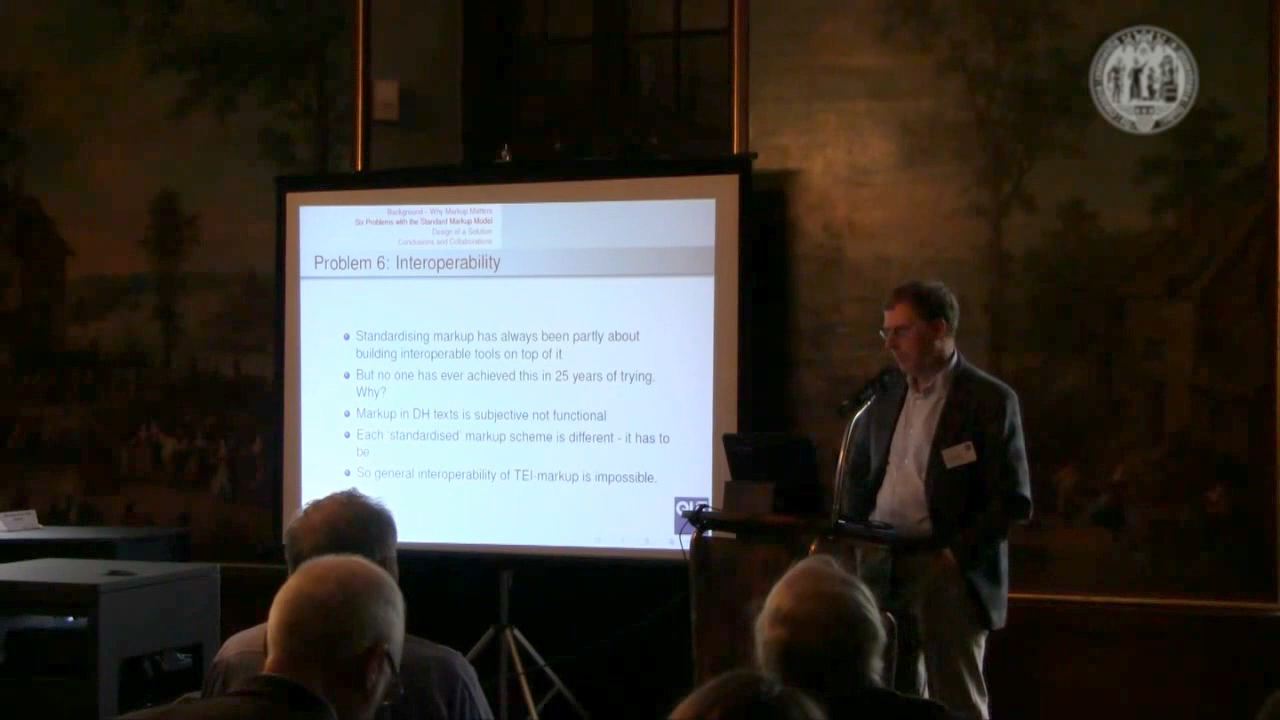 Background - Why Markup Matters
Six Problems with the Standard Markup Model
Design of a Solution
Conclusions and Collaborations
Problem 6: Interoperability
Standardising markup has always been partly about
building interoperable tools on top of it
But no one has ever achieved this in 25 years of trying.
Why?
Markup in DH texts is subjective not functional
Each 'standardised' markup scheme is different - it has to
be
So general interoperability of TEI-markup is impossible.